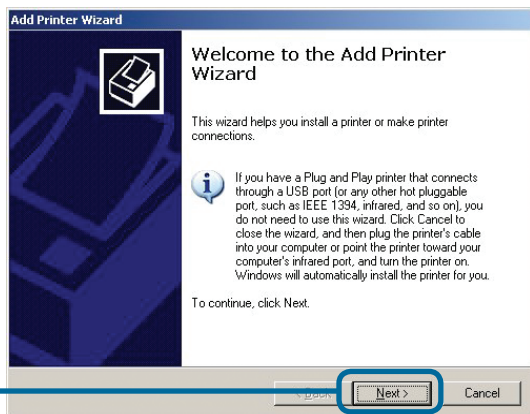 Add Printer Wizard
Welcome to the Add Printer
Wizard
This wizard helps you install a printer or make printer
connections.
If you have a Plug and Play printer that connects
through a USB port (or any other hot pluggable
port, such as IEEE 1394, infrared, and so on), you
do not need to use this wizard. Click Cancel to
close the wizard, and then plug the printer's cable
into your computer or point the printer toward your
computer's infrared port, and turn the printer on.
Windows will automatically install the printer for you.
To continue, click Next.
< Back Next > Cancel